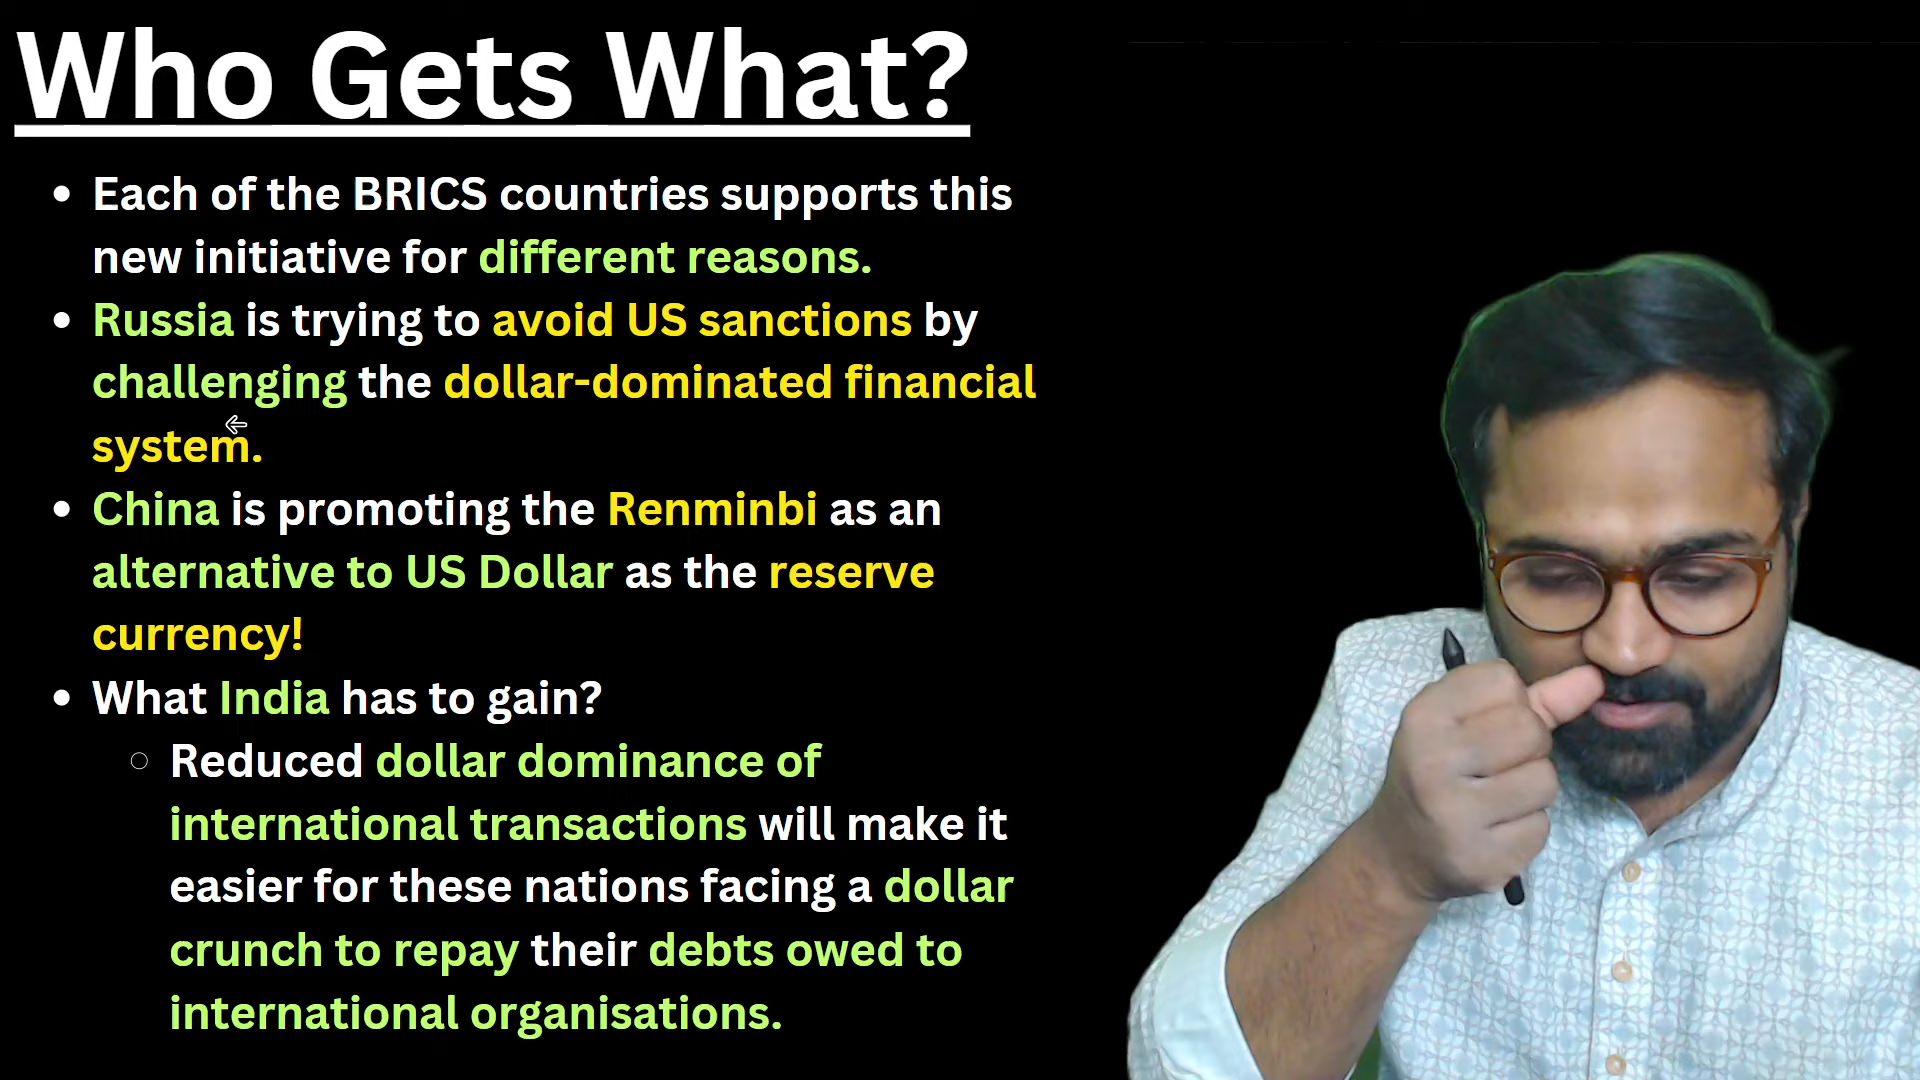 Who Gets What?
Each of the BRICS countries supports this
new initiative for different reasons.
Russia is trying to avoid US sanctions by
challenging the dollar-dominated financial
system.
China is promoting the Renminbi as an
alternative to US Dollar as the reserve
currency!
What India has to gain?
Reduced dollar dominance of
international transactions will make it
easier for these nations facing a dollar
crunch to repay their debts owed to
international organisations.